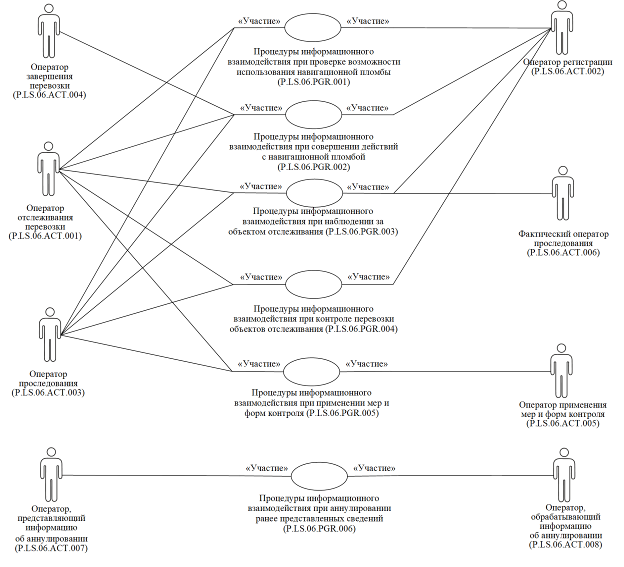 «Участие»
«Участие»
Процедуры информационного
взаимодействия при проверке возможности
использования навигационной пломбы
(P.LS.06.PGR.001)
Оператор
завершения
перевозки
(P.LS.06.ACT.004)
Оператор регистрации
(P.LS.06.ACT.002)
«Участие»
«Участие»
Процедуры информационного
взаимодействия при совершении действий
с навигационной пломбой
(P.LS.06.PGR.002)
«Участие»
«Участие»
Оператор
отслеживания
перевозки
(P.LS.06.ACT.001)
Процедуры информационного
взаимодействия при наблюдении за
объектом отслеживания (P.LS.06.PGR.003)
Фактический оператор
проследования
(P.LS.06.ACT.006)
«Участие»
«Участие»
Процедуры информационного
взаимодействия при контроле перевозки
объектов отслеживания (P.LS.06.PGR.004)
«Участие»
«Участие»
Оператор
проследования
(P.LS.06.ACT.003)
Процедуры информационного
взаимодействия при применении мер и
форм контроля (P.LS.06.PGR.005)
Оператор применения
мер и форм контроля
(P.LS.06.ACT.005)
«Участие»
«Участие»
Процедуры информационного
взаимодействия при аннулировании
ранее представленных сведений
(P.LS.06.PGR.006)
Оператор,
представляющий
информацию
об аннулировании
(P.LS.06.ACT.007)
Оператор,
обрабатывающий
информацию
об аннулировании
(P.LS.06.ACT.008)